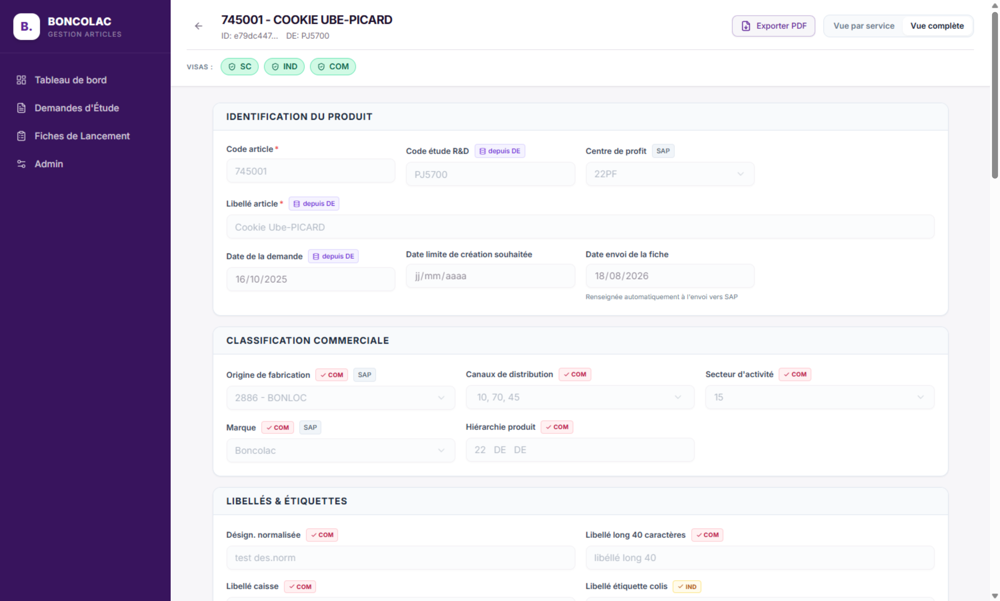 B.
BONCOLAC
GESTION ARTICLES
Tableau de bord
Demandes d'Étude
Fiches de Lancement
Admin
745001 - COOKIE UBE-PICARD
ID: e79dc447... DE: PJ5700
Exporter PDF
Vue par service Vue complète
VISAS : SC IND COM
IDENTIFICATION DU PRODUIT
Code article * Code étude R&D depuis DE Centre de profit SAP
745001 PJ5700 22PF
Libellé article * depuis DE
Cookie Ube-PICARD
Date de la demande depuis DE Date limite de création souhaitée Date envoi de la fiche
16/10/2025 jj/mm/aaaa 18/08/2026
Renseignée automatiquement à l'envoi vers SAP
CLASSIFICATION COMMERCIALE
Origine de fabrication COM SAP Canaux de distribution COM Secteur d'activité COM
2886 - BONLOC 10, 70, 45 15
Marque COM SAP Hiérarchie produit COM
Boncolac 22 DE DE
LIBELLÉS & ÉTIQUETTES
Désign. normalisée COM Libellé long 40 caractères COM
test des.norm libéllé long 40
Libellé caisse COM Libellé étiquette colis IND